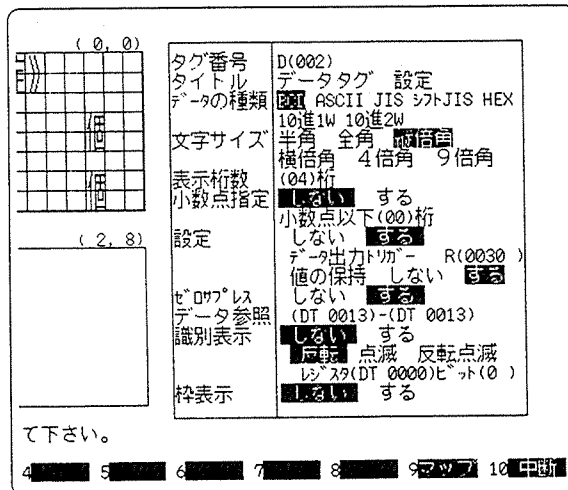 ( 0, 0)
タグ番号 D(002)
タイトル データタグ 設定
データの種類 BCD ASCII JIS シフトJIS HEX
10進1W 10進2W
文字サイズ 半角 全角 縦倍角
横倍角 4倍角 9倍角
表示桁数 (04)桁
小数点指定 しない する
小数点以下(00)桁
( 2, 8)
設定 しない する
データ出力トリガー R(0030 )
値の保持 しない する
ゼロサプレス しない する
データ参照 (DT 0013)-(DT 0013)
識別表示 しない する
反転 点滅 反転点滅
レジスタ(DT 0000)ビット(0 )
枠表示 しない する
て下さい。
4 5 6 7 8 9マップ 10中断